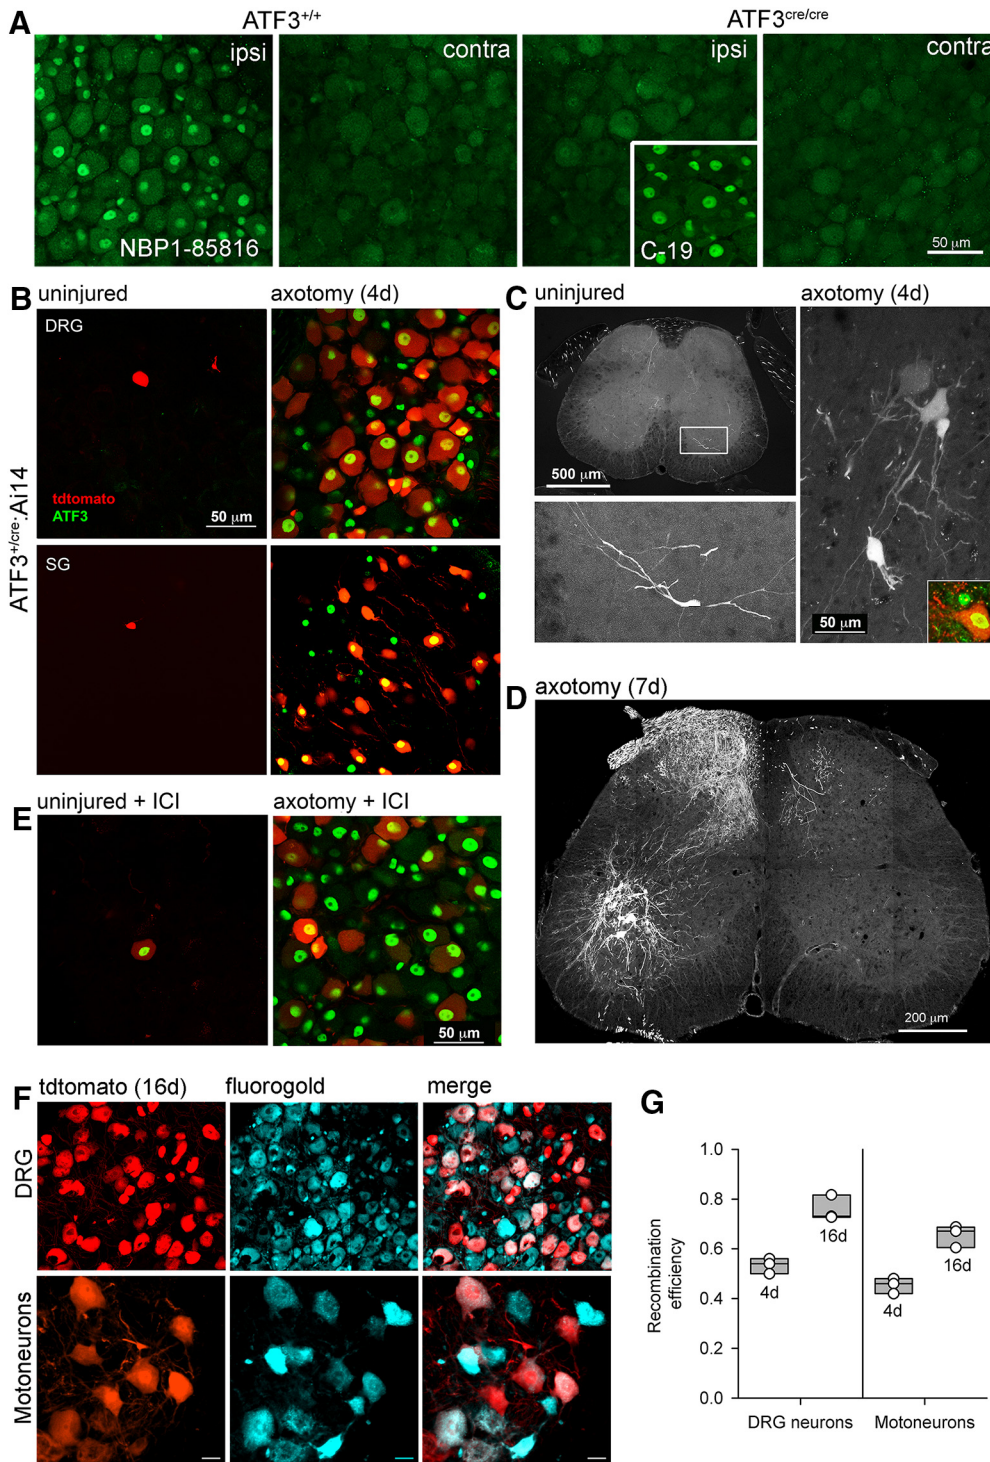 A
ATF3+/+
ATF3cre/cre
ipsi
contra
ipsi
contra
NBP1-85816
C-19
50 μm
B
uninjured
axotomy (4d)
ATF3+/cre:Ai14
DRG
tdtomato
ATF3
50 μm
SG
C
uninjured
axotomy (4d)
500 μm
50 μm
D
axotomy (7d)
200 μm
E
uninjured + ICI
axotomy + ICI
50 μm
F
tdtomato (16d)
fluorogold
merge
DRG
Motoneurons
G
Recombination
efficiency
1.0
0.8
0.6
0.4
0.2
0.0
4d
16d
4d
16d
DRG neurons
Motoneurons